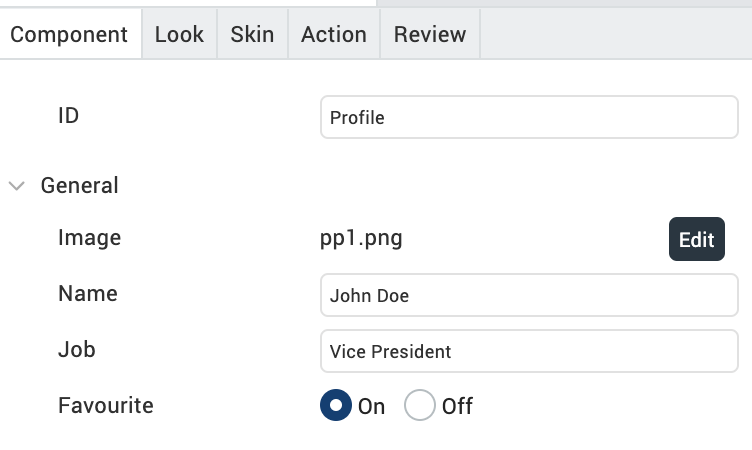 Component Look Skin Action Review
ID Profile
General
Image pp1.png Edit
Name John Doe
Job Vice President
Favourite On Off